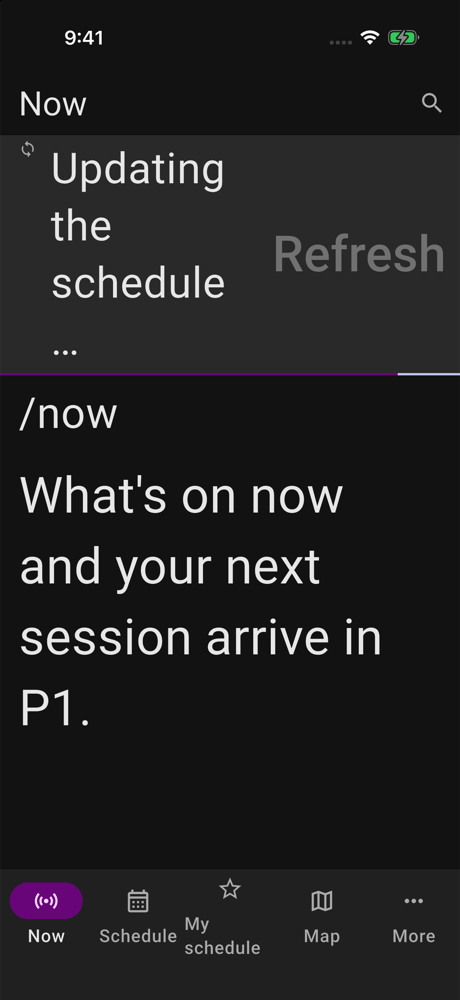 9:41
Now
Updating
the
schedule
…
Refresh
/now
What's on now
and your next
session arrive in
P1.
Now
Schedule
My
schedule
Map
More